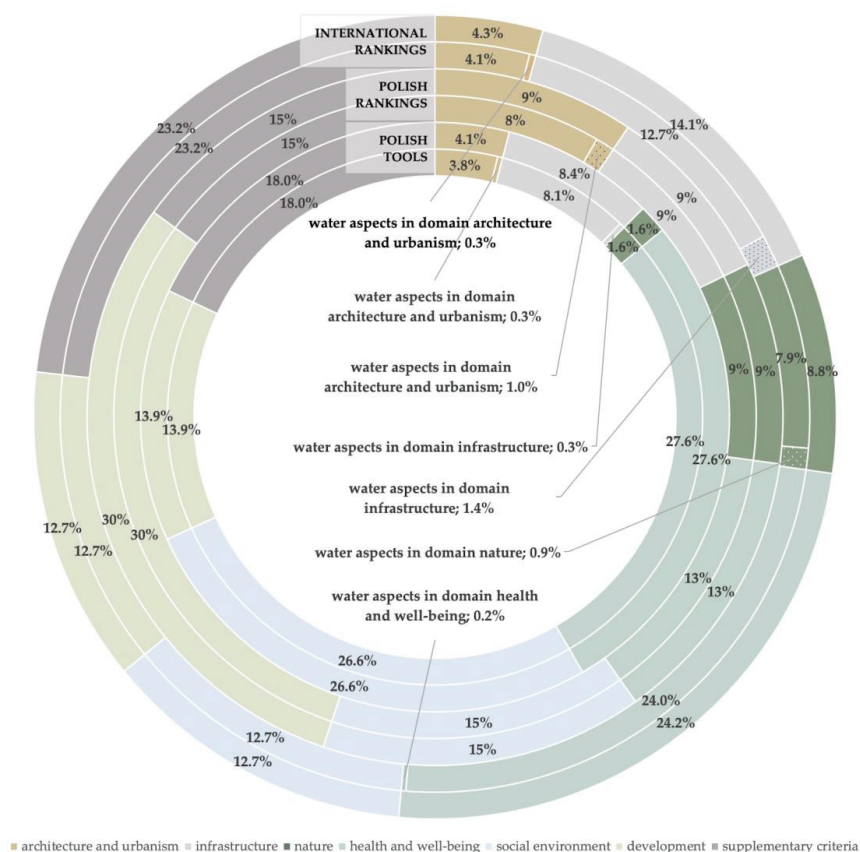 INTERNATIONAL
RANKINGS
POLISH
RANKINGS
POLISH
TOOLS
4.3%
4.1%
9%
8%
4.1%
3.8%
14.1%
12.7%
9%
9%
8.4%
8.1%
1.6%
1.6%
23.2%
23.2%
15%
15%
18.0%
18.0%
water aspects in domain architecture
and urbanism; 0.3%
water aspects in domain
architecture and urbanism; 0.3%
water aspects in domain
architecture and urbanism; 1.0%
water aspects in domain infrastructure; 0.3%
water aspects in domain
infrastructure; 1.4%
water aspects in domain nature; 0.9%
water aspects in domain health
and well-being; 0.2%
9%
9%
7.9%
8.8%
13.9%
13.9%
27.6%
27.6%
12.7%
12.7%
30%
30%
13%
13%
26.6%
26.6%
24.0%
24.2%
15%
15%
12.7%
12.7%
architecture and urbanism infrastructure nature health and well-being social environment development supplementary criteria